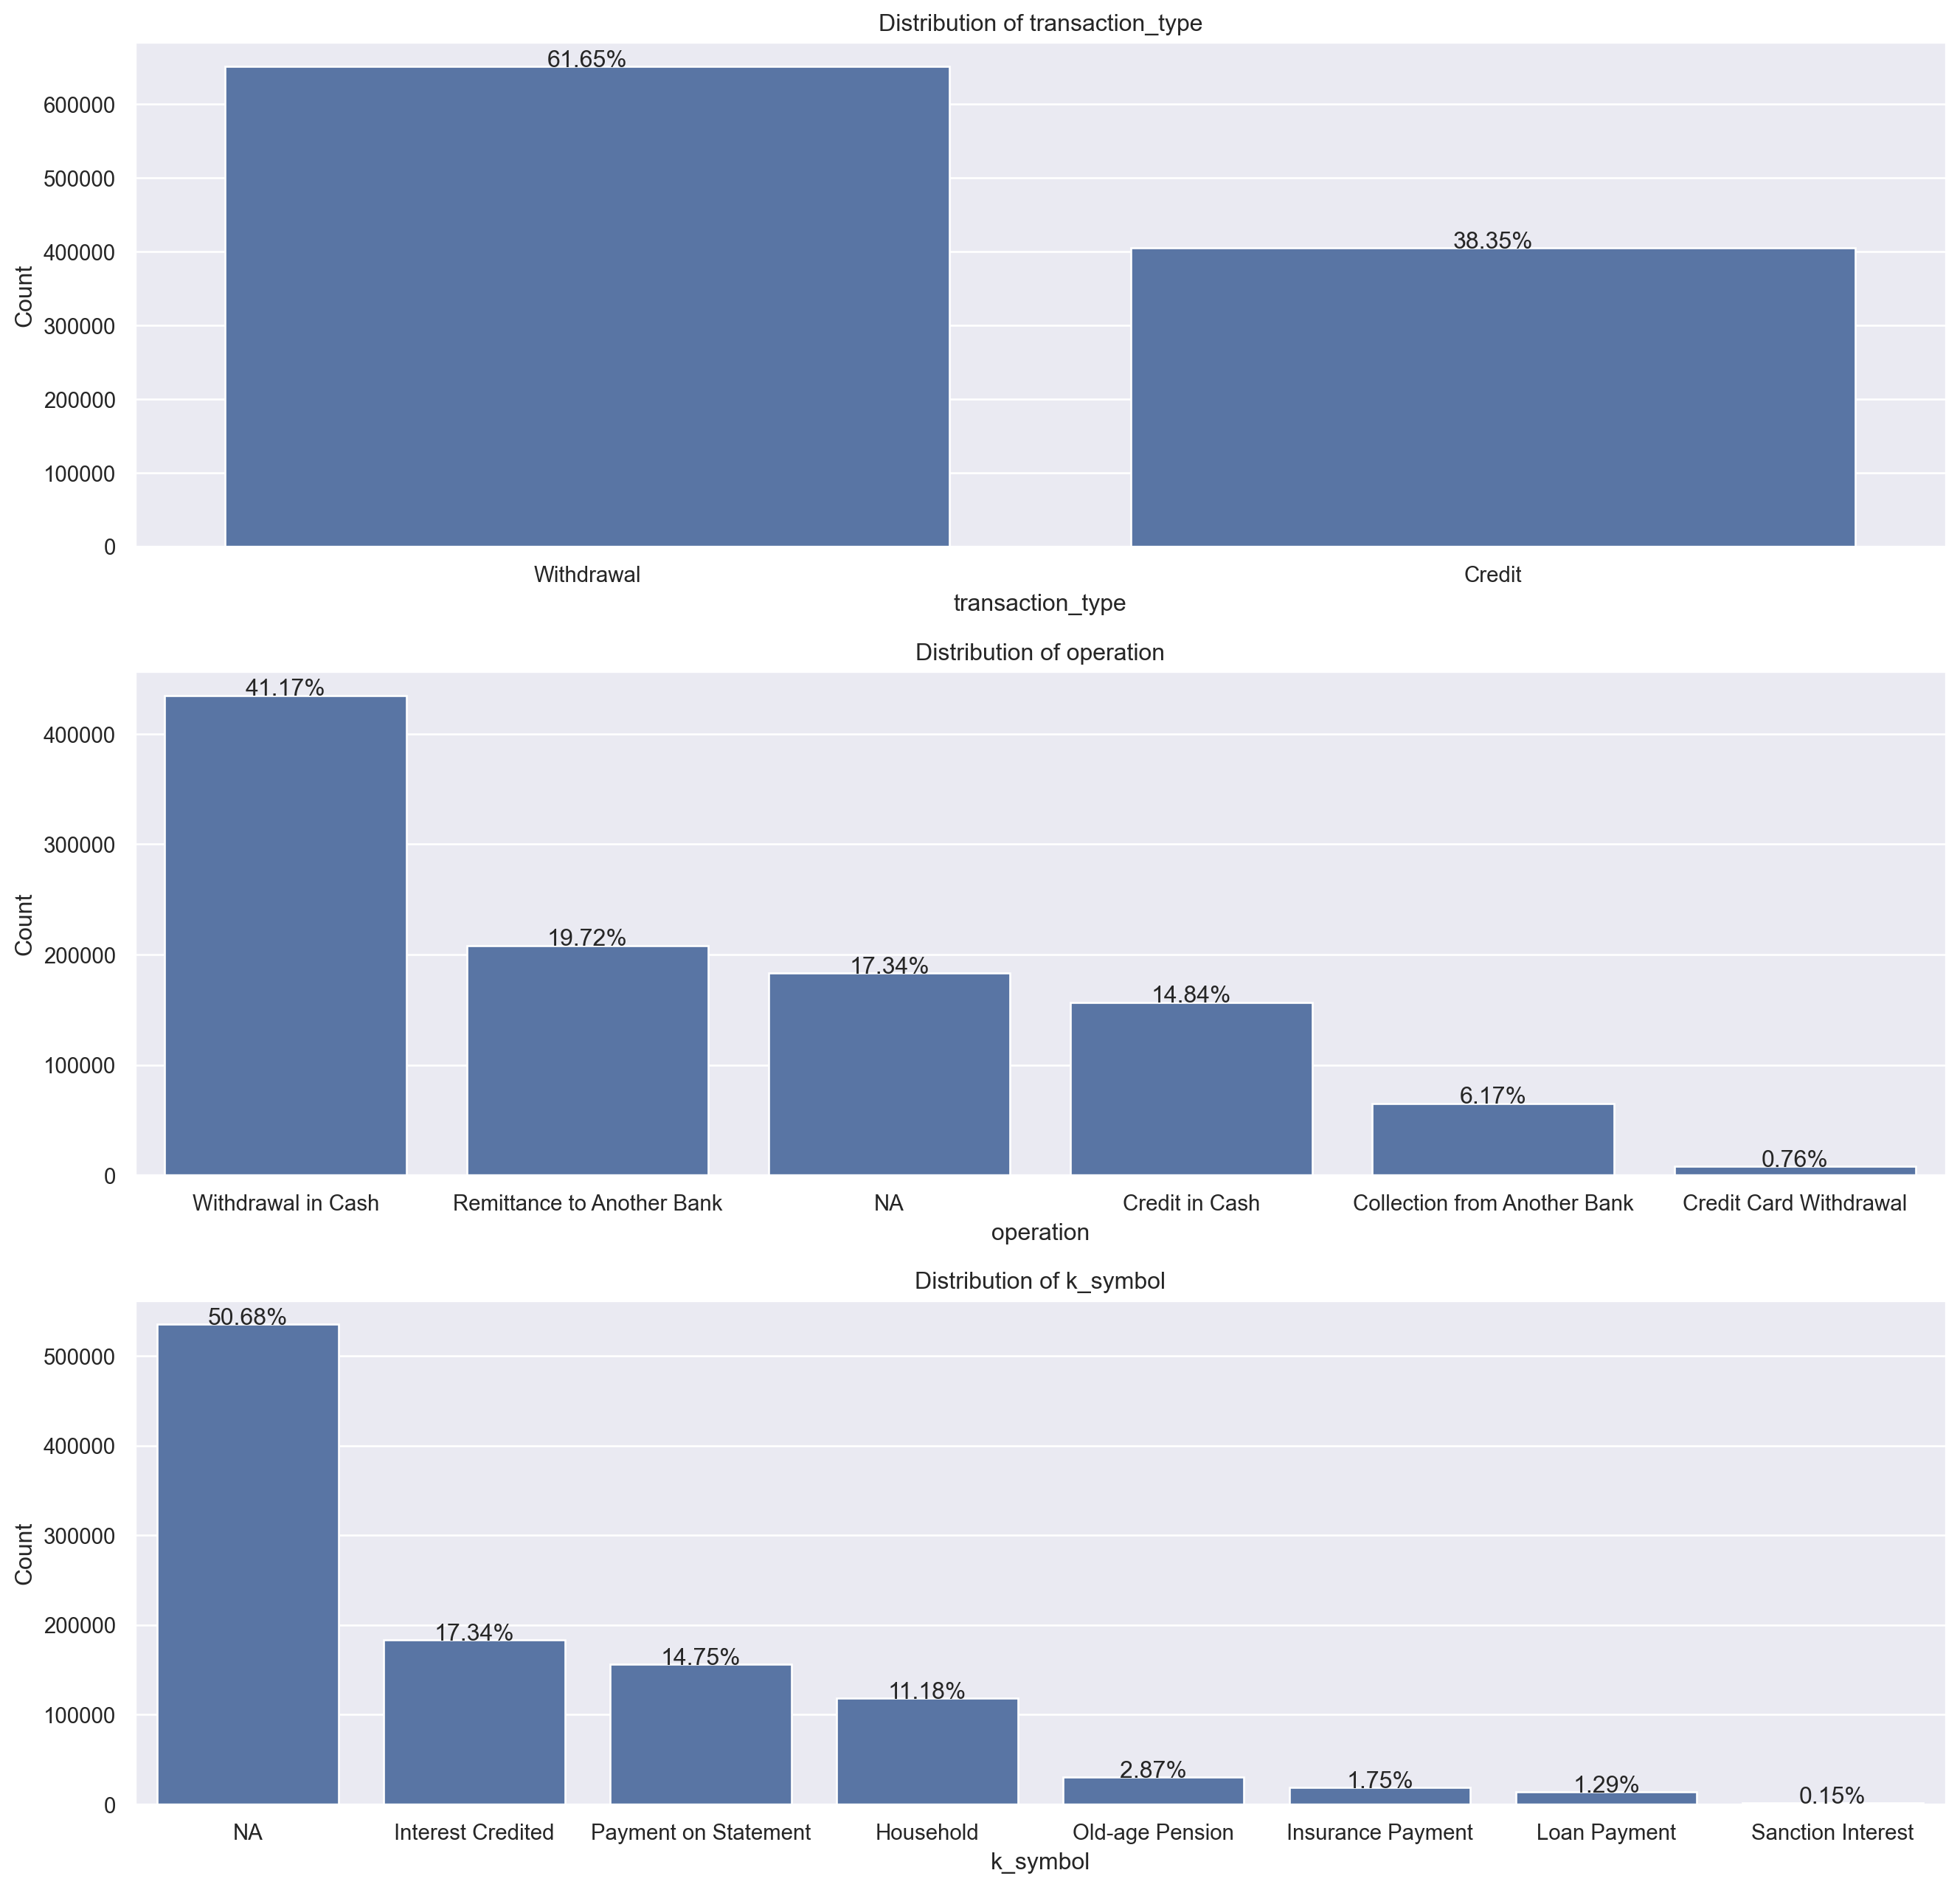 Distribution of transaction_type
61.65%
38.35%
600000
500000
400000
300000
200000
100000
0
Count
Withdrawal
Credit
transaction_type
Distribution of operation
41.17%
19.72%
17.34%
14.84%
6.17%
0.76%
400000
300000
200000
100000
0
Count
Withdrawal in Cash
Remittance to Another Bank
NA
Credit in Cash
Collection from Another Bank
Credit Card Withdrawal
operation
Distribution of k_symbol
50.68%
17.34%
14.75%
11.18%
2.87%
1.75%
1.29%
0.15%
500000
400000
300000
200000
100000
0
Count
NA
Interest Credited
Payment on Statement
Household
Old-age Pension
Insurance Payment
Loan Payment
Sanction Interest
k_symbol